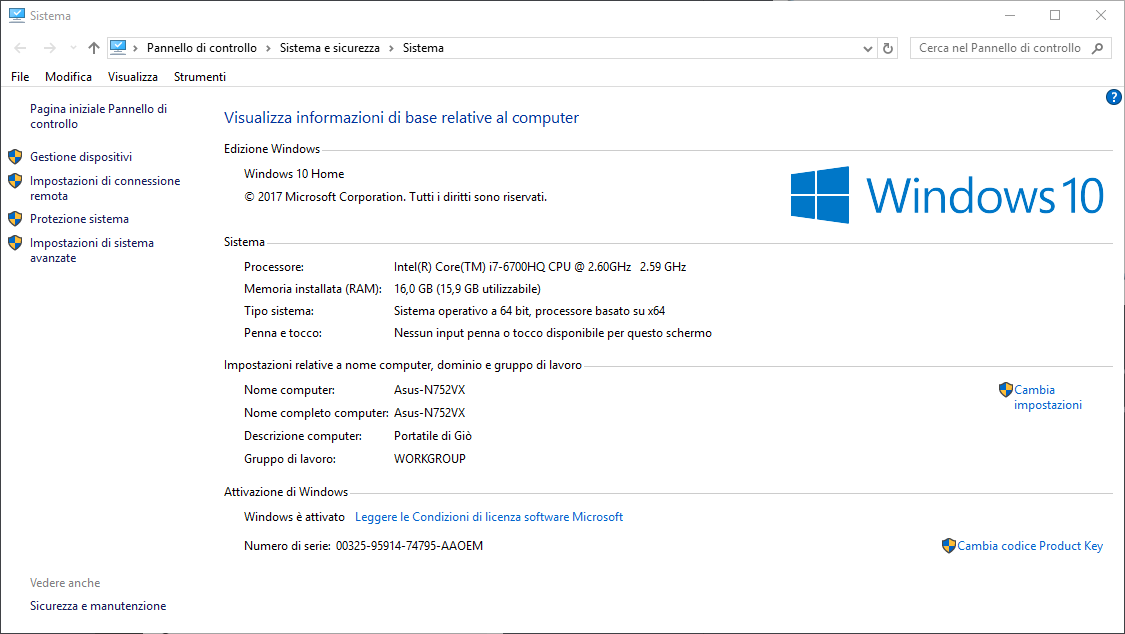 Sistema
Pannello di controllo > Sistema e sicurezza > Sistema
Cerca nel Pannello di controllo
File Modifica Visualizza Strumenti
Pagina iniziale Pannello di
controllo
Gestione dispositivi
Impostazioni di connessione
remota
Protezione sistema
Impostazioni di sistema
avanzate
Vedere anche
Sicurezza e manutenzione
?
Visualizza informazioni di base relative al computer
Edizione Windows
Windows 10 Home
© 2017 Microsoft Corporation. Tutti i diritti sono riservati.
Windows 10
Sistema
Processore: Intel(R) Core(TM) i7-6700HQ CPU @ 2.60GHz 2.59 GHz
Memoria installata (RAM): 16,0 GB (15,9 GB utilizzabile)
Tipo sistema: Sistema operativo a 64 bit, processore basato su x64
Penna e tocco: Nessun input penna o tocco disponibile per questo schermo
Impostazioni relative a nome computer, dominio e gruppo di lavoro
Nome computer: Asus-N752VX
Cambia
impostazioni
Nome completo computer: Asus-N752VX
Descrizione computer: Portatile di Giò
Gruppo di lavoro: WORKGROUP
Attivazione di Windows
Windows è attivato Leggere le Condizioni di licenza software Microsoft
Numero di serie: 00325-95914-74795-AAOEM
Cambia codice Product Key